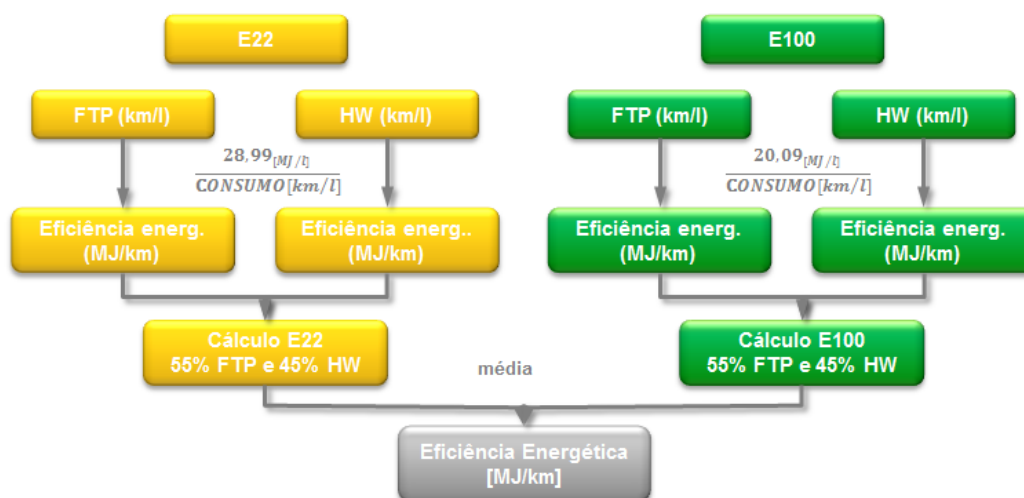 E22
E100
FTP (km/l)
HW (km/l)
FTP (km/l)
HW (km/l)
28,99[MJ/l]
CONSUMO[km/l]
20,09[MJ/l]
CONSUMO[km/l]
Eficiência energ.
(MJ/km)
Eficiência energ..
(MJ/km)
Eficiência energ.
(MJ/km)
Eficiência energ.
(MJ/km)
Cálculo E22
55% FTP e 45% HW
média
Cálculo E100
55% FTP e 45% HW
Eficiência Energética
[MJ/km]